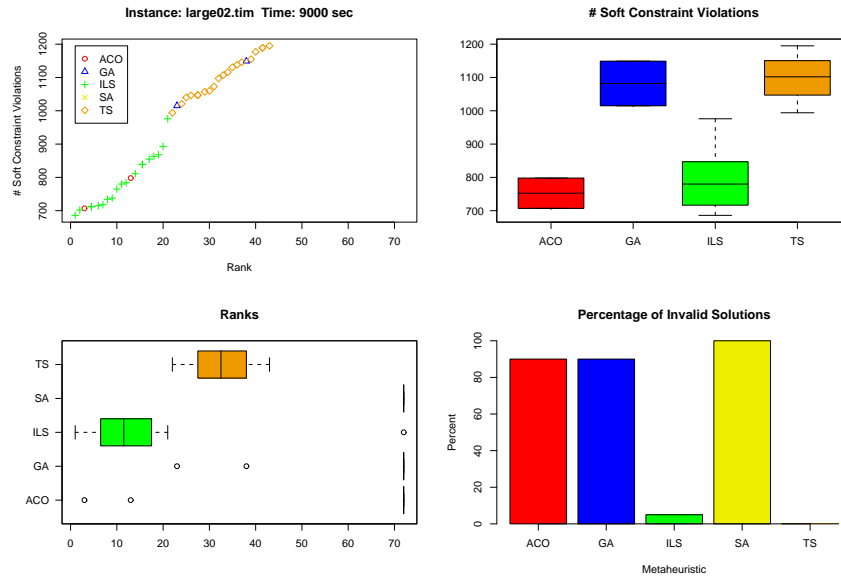 Instance: large02.tim  Time: 9000 sec
# Soft Constraint Violations
700 800 900 1000 1100 1200
ACO
GA
ILS
SA
TS
0 10 20 30 40 50 60 70
Rank
# Soft Constraint Violations
700 800 900 1000 1100
ACO GA ILS TS
Ranks
TS
SA
ILS
GA
ACO
0 10 20 30 40 50 60 70
Percentage of Invalid Solutions
Percent
0 20 40 60 80 100
ACO GA ILS SA TS
Metaheuristic